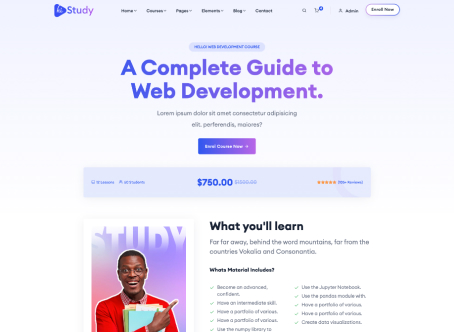 hiStudy
Home Courses Pages Elements Blog Contact
Admin
Enroll Now
HELLO WEB DEVELOPMENT COURSE
A Complete Guide to
Web Development.
Lorem ipsum dolor sit amet consectetur adipisicing
elit. perferendis, maiores?
Enrol Course Now
12 Lessons
50 Students
$750.00
Reviews)
STUDY
What you'll learn
Far far away, behind the word mountains, far from the
countries Vokalia and Consonantia.
Whats Material Includes?
Become an advanced,
confident,
Have an intermediate skill.
Have a portfolio of various.
Have a portfolio of various.
Use the numpy library to
Use the Jupyter Notebook.
Use the pandas module with.
Have a portfolio of various.
Have a portfolio of various.
Create data visualizations.